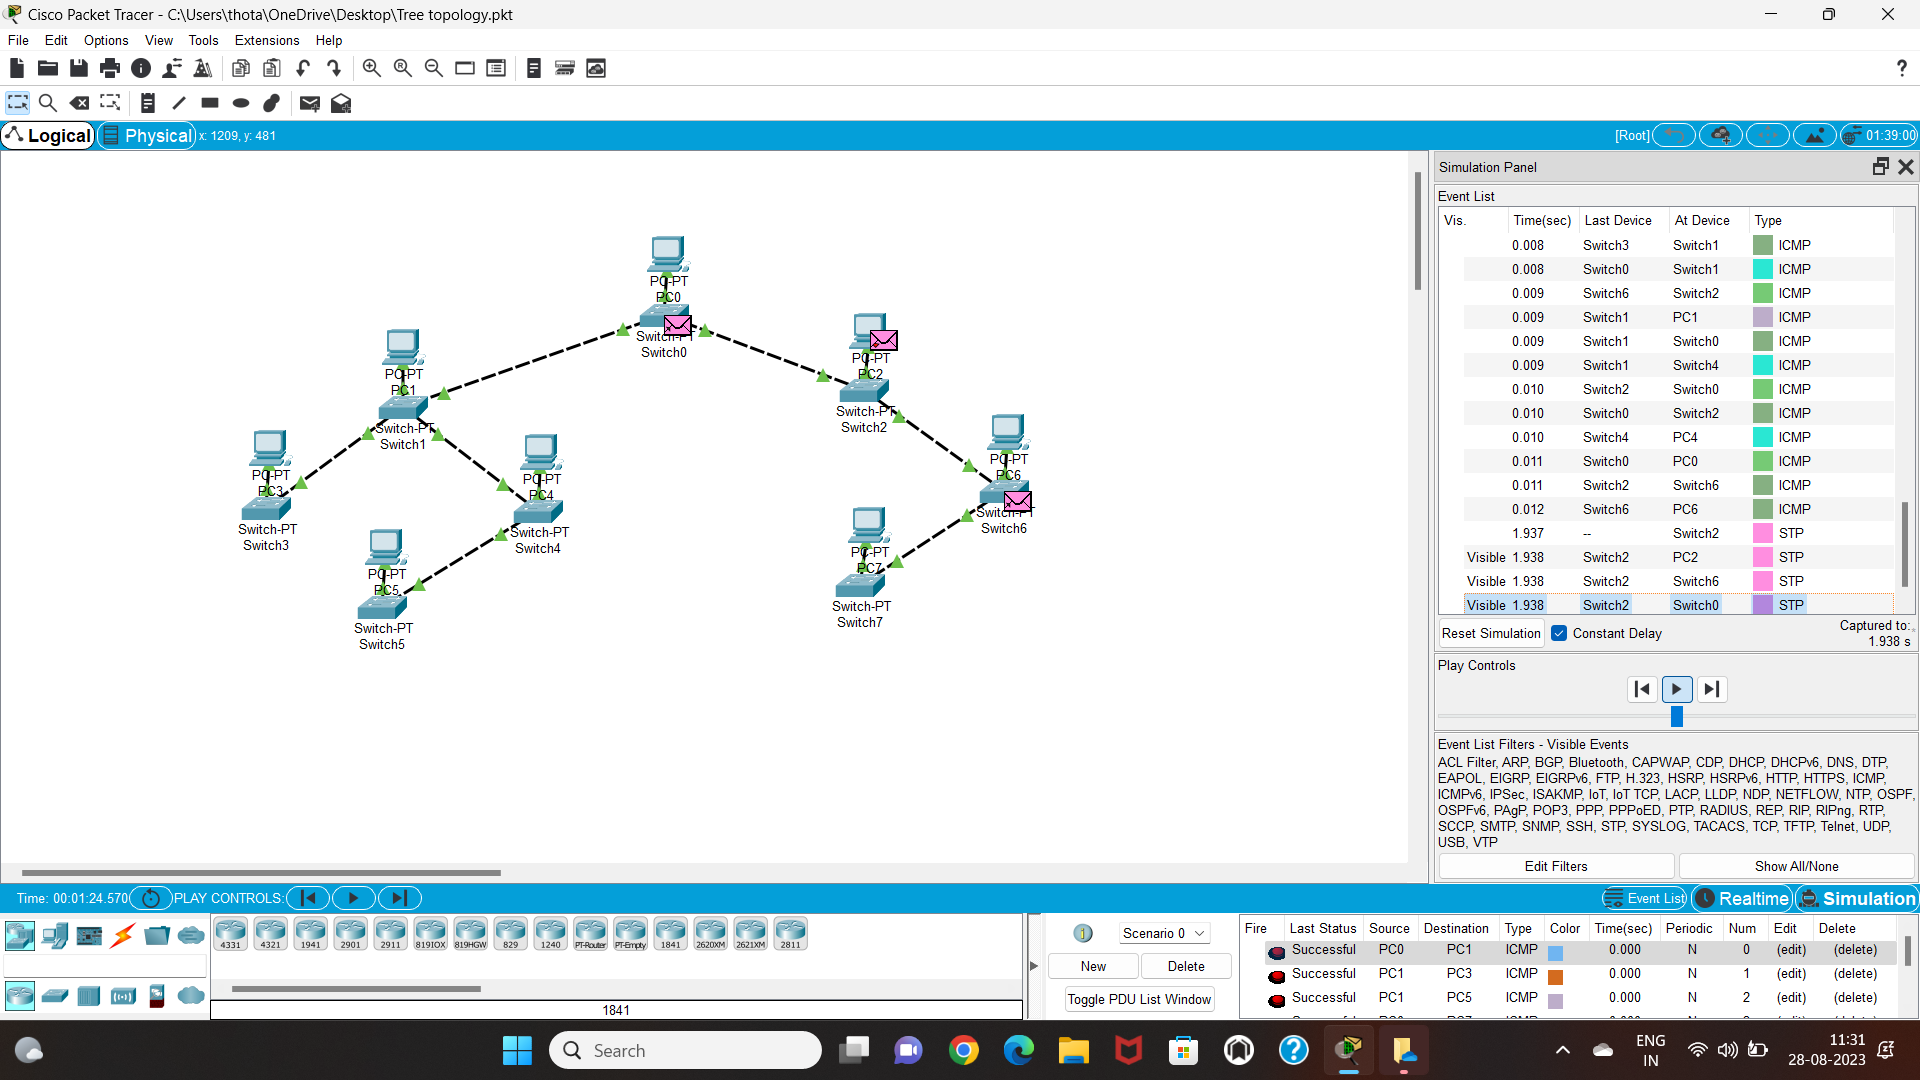 Cisco Packet Tracer - C:\Users\thota\OneDrive\Desktop\Tree topology.pkt
File Edit Options View Tools Extensions Help
Logical Physical x: 1209, y: 481 [Root] 01:39:00
PC-PT
PC0
Switch-PT
Switch0
PC-PT
PC1
Switch-PT
Switch1
PC-PT
PC2
Switch-PT
Switch2
PC-PT
PC3
Switch-PT
Switch3
PC-PT
PC4
Switch-PT
Switch4
PC-PT
PC5
Switch-PT
Switch5
PC-PT
PC6
Switch-PT
Switch6
PC-PT
PC7
Switch-PT
Switch7
Simulation Panel
Event List
Vis. Time(sec) Last Device At Device Type
0.008 Switch3 Switch1 ICMP
0.008 Switch0 Switch1 ICMP
0.009 Switch6 Switch2 ICMP
0.009 Switch1 PC1 ICMP
0.009 Switch1 Switch0 ICMP
0.009 Switch1 Switch4 ICMP
0.010 Switch2 Switch0 ICMP
0.010 Switch0 Switch2 ICMP
0.010 Switch4 PC4 ICMP
0.011 Switch0 PC0 ICMP
0.011 Switch2 Switch6 ICMP
0.012 Switch6 PC6 ICMP
1.937 -- Switch2 STP
Visible 1.938 Switch2 PC2 STP
Visible 1.938 Switch2 Switch6 STP
Visible 1.938 Switch2 Switch0 STP
Reset Simulation Constant Delay Captured to:
1.938 s
Play Controls
Event List Filters - Visible Events
ACL Filter, ARP, BGP, Bluetooth, CAPWAP, CDP, DHCP, DHCPv6, DNS, DTP,
EAPOL, EIGRP, EIGRPv6, FTP, H.323, HSRP, HSRPv6, HTTP, HTTPS, ICMP,
ICMPv6, IPSec, ISAKMP, IoT, IoT TCP, LACP, LLDP, NDP, NETFLOW, NTP, OSPF,
OSPFv6, PAgP, POP3, PPP, PPPoED, PTP, RADIUS, REP, RIP, RIPng, RTP,
SCCP, SMTP, SNMP, SSH, STP, SYSLOG, TACACS, TCP, TFTP, Telnet, UDP,
USB, VTP
Edit Filters Show All/None
Time: 00:01:24.570 PLAY CONTROLS: Event List Realtime Simulation
4331 4321 1941 2901 2911 819IOX 819HGW 829 1240 PT-Router PT-Empty 1841 2620XM 2621XM 2811
1841
Scenario 0
New Delete
Toggle PDU List Window
Fire Last Status Source Destination Type Color Time(sec) Periodic Num Edit Delete
Successful PC0 PC1 ICMP 0.000 N 0 (edit) (delete)
Successful PC1 PC3 ICMP 0.000 N 1 (edit) (delete)
Successful PC1 PC5 ICMP 0.000 N 2 (edit) (delete)
Search
ENG
IN
11:31
28-08-2023